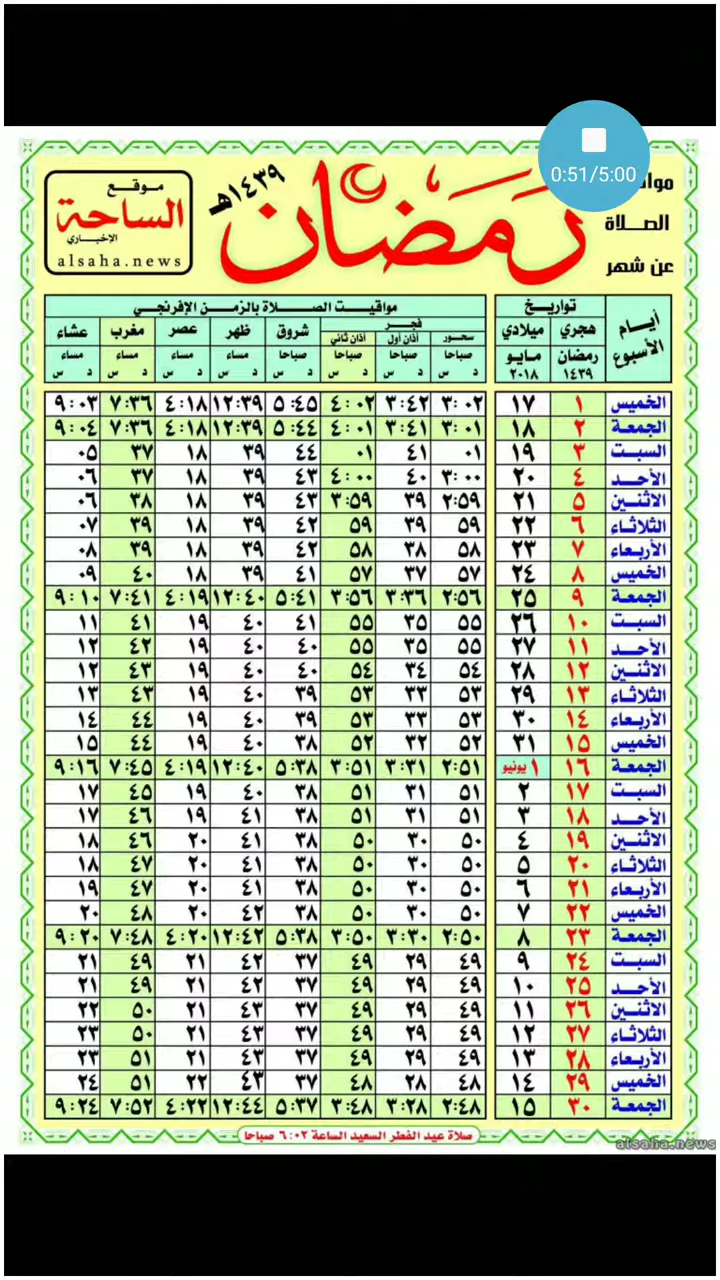 0:51/5:00
الصلاة
عن شهر
رمضان
١٤٣٩هـ
موقع
الساحة
الإخباري
alsaha.news
أيام الأسبوع تواريخ مواقيت الصلاة بالزمن الإفرنجي
هجري ميلادي فجر شروق ظهر عصر مغرب عشاء
سحور أذان أول أذان ثاني
رمضان مايو صباحا صباحا صباحا صباحا مساء مساء مساء مساء
١٤٣٩ ٢٠١٨ د س د س د س د س د س د س د س د س
الخميس ١ ١٧ ٣:٠٢ ٣:٤٢ ٤:٠٢ ٥:٤٥ ١٢:٣٩ ٤:١٨ ٧:٣٦ ٩:٠٣
الجمعة ٢ ١٨ ٣:٠١ ٣:٤١ ٤:٠١ ٥:٤٤ ١٢:٣٩ ٤:١٨ ٧:٣٦ ٩:٠٤
السبت ٣ ١٩ ٠١ ٤١ ٠١ ٤٤ ٣٩ ١٨ ٣٧ ٠٥
الأحد ٤ ٢٠ ٣:٠٠ ٤٠ ٤:٠٠ ٤٣ ٣٩ ١٨ ٣٧ ٠٦
الاثنين ٥ ٢١ ٢:٥٩ ٣٩ ٣:٥٩ ٤٣ ٣٩ ١٨ ٣٨ ٠٦
الثلاثاء ٦ ٢٢ ٥٩ ٣٩ ٥٩ ٤٢ ٣٩ ١٨ ٣٩ ٠٧
الأربعاء ٧ ٢٣ ٥٨ ٣٨ ٥٨ ٤٢ ٣٩ ١٨ ٣٩ ٠٨
الخميس ٨ ٢٤ ٥٧ ٣٧ ٥٧ ٤١ ٣٩ ١٨ ٤٠ ٠٩
الجمعة ٩ ٢٥ ٢:٥٦ ٣:٣٦ ٣:٥٦ ٥:٤١ ١٢:٤٠ ٤:١٩ ٧:٤١ ٩:١٠
السبت ١٠ ٢٦ ٥٥ ٣٥ ٥٥ ٤١ ٤٠ ١٩ ٤١ ١١
الأحد ١١ ٢٧ ٥٥ ٣٥ ٥٥ ٤٠ ٤٠ ١٩ ٤٢ ١٢
الاثنين ١٢ ٢٨ ٥٤ ٣٤ ٥٤ ٤٠ ٤٠ ١٩ ٤٣ ١٢
الثلاثاء ١٣ ٢٩ ٥٣ ٣٣ ٥٣ ٣٩ ٤٠ ١٩ ٤٣ ١٣
الأربعاء ١٤ ٣٠ ٥٣ ٣٣ ٥٣ ٣٩ ٤٠ ١٩ ٤٤ ١٤
الخميس ١٥ ٣١ ٥٢ ٣٢ ٥٢ ٣٨ ٤٠ ١٩ ٤٤ ١٥
الجمعة ١٦ ١ يونيو ٢:٥١ ٣:٣١ ٣:٥١ ٥:٣٨ ١٢:٤٠ ٤:١٩ ٧:٤٥ ٩:١٦
السبت ١٧ ٢ ٥١ ٣١ ٥١ ٣٨ ٤٠ ١٩ ٤٥ ١٧
الأحد ١٨ ٣ ٥١ ٣١ ٥١ ٣٨ ٤١ ١٩ ٤٦ ١٧
الاثنين ١٩ ٤ ٥٠ ٣٠ ٥٠ ٣٨ ٤١ ٢٠ ٤٦ ١٨
الثلاثاء ٢٠ ٥ ٥٠ ٣٠ ٥٠ ٣٨ ٤١ ٢٠ ٤٧ ١٨
الأربعاء ٢١ ٦ ٥٠ ٣٠ ٥٠ ٣٨ ٤١ ٢٠ ٤٧ ١٩
الخميس ٢٢ ٧ ٥٠ ٣٠ ٥٠ ٣٨ ٤٢ ٢٠ ٤٨ ٢٠
الجمعة ٢٣ ٨ ٢:٥٠ ٣:٣٠ ٣:٥٠ ٥:٣٨ ١٢:٤٢ ٤:٢٠ ٧:٤٨ ٩:٢٠
السبت ٢٤ ٩ ٤٩ ٢٩ ٤٩ ٣٧ ٤٢ ٢١ ٤٩ ٢١
الأحد ٢٥ ١٠ ٤٩ ٢٩ ٤٩ ٣٧ ٤٢ ٢١ ٤٩ ٢١
الاثنين ٢٦ ١١ ٤٩ ٢٩ ٤٩ ٣٧ ٤٣ ٢١ ٥٠ ٢٢
الثلاثاء ٢٧ ١٢ ٤٩ ٢٩ ٤٩ ٣٧ ٤٣ ٢١ ٥٠ ٢٣
الأربعاء ٢٨ ١٣ ٤٩ ٢٩ ٤٩ ٣٧ ٤٣ ٢١ ٥١ ٢٣
الخميس ٢٩ ١٤ ٤٨ ٢٨ ٤٨ ٣٧ ٤٣ ٢٢ ٥١ ٢٤
الجمعة ٣٠ ١٥ ٢:٤٨ ٣:٢٨ ٣:٤٨ ٥:٣٧ ١٢:٤٤ ٤:٢٢ ٧:٥٢ ٩:٢٤
صلاة عيد الفطر السعيد الساعة ٦:٠٢ صباحا
alsaha.news